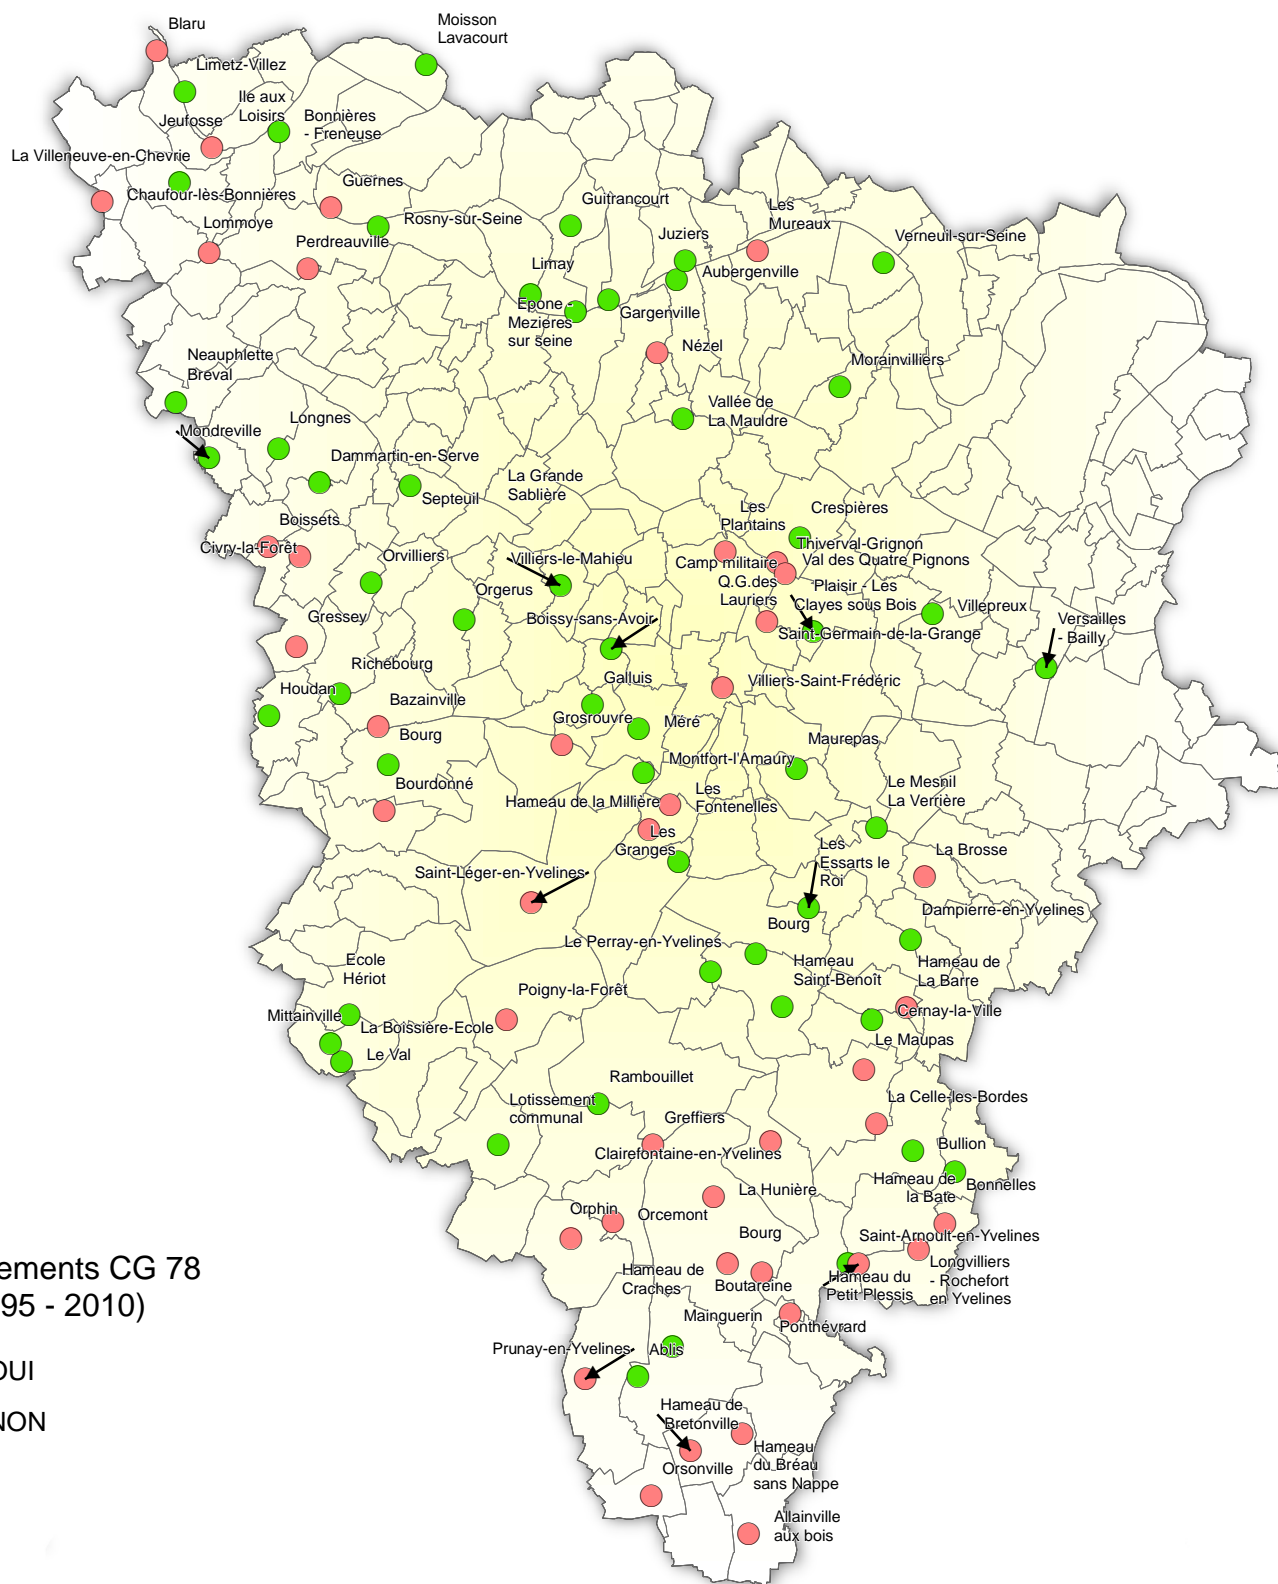 Blaru
Moisson
Lavacourt
Limetz-Villez
Ile aux
Loisirs
Jeufosse
Bonnières
- Freneuse
La Villeneuve-en-Chevrie
Chaufour-lès-Bonnières
Guernes
Lommoye
Rosny-sur-Seine
Perdreauville
Guitrancourt
Les
Mureaux
Juziers
Verneuil-sur-Seine
Limay
Aubergenville
Epone -
Mezières
sur seine
Gargenville
Nézel
Morainvilliers
Neauphlette
Breval
Vallée de
La Mauldre
Longnes
Mondreville
Dammartin-en-Serve
Septeuil
La Grande
Sablière
Boissets
Civry-la-Forêt
Les
Plantains
Crespières
Thiverval-Grignon
Val des Quatre Pignons
Camp militaire
Q.G.des
Lauriers
Orvilliers
Villiers-le-Mahieu
Plaisir - Les
Clayes sous Bois
Orgerus
Villepreux
Gressey
Boissy-sans-Avoir
Saint-Germain-de-la-Grange
Versailles
- Bailly
Richebourg
Houdan
Galluis
Villiers-Saint-Frédéric
Bazainville
Grosrouvre
Méré
Bourg
Maurepas
Montfort-l'Amaury
Bourdonné
Le Mesnil
La Verrière
Hameau de la Millière
Les
Fontenelles
Les
Granges
Les
Essarts le
Roi
La Brosse
Saint-Léger-en-Yvelines
Dampierre-en-Yvelines
Bourg
Le Perray-en-Yvelines
Ecole
Hériot
Hameau
Saint-Benoît
Hameau de
La Barre
Poigny-la-Forêt
Mittainville
La Boissière-Ecole
Cernay-la-Ville
Le Maupas
Le Val
Rambouillet
Lotissement
communal
Greffiers
La Celle-les-Bordes
Clairefontaine-en-Yvelines
Bullion
Hameau de
la Bate
Bonnelles
La Hunière
Orphin
Orcemont
Bourg
Saint-Arnoult-en-Yvelines
Longvilliers
- Rochefort
en Yvelines
Hameau de
Craches
Boutareine
Hameau du
Petit Plessis
Mainguerin
Ponthévrard
Prunay-en-Yvelines
Ablis
Hameau de
Bretonville
Hameau
du Bréau
sans Nappe
Orsonville
Allainville
aux bois
ements CG 78
95 - 2010)
OUI
NON